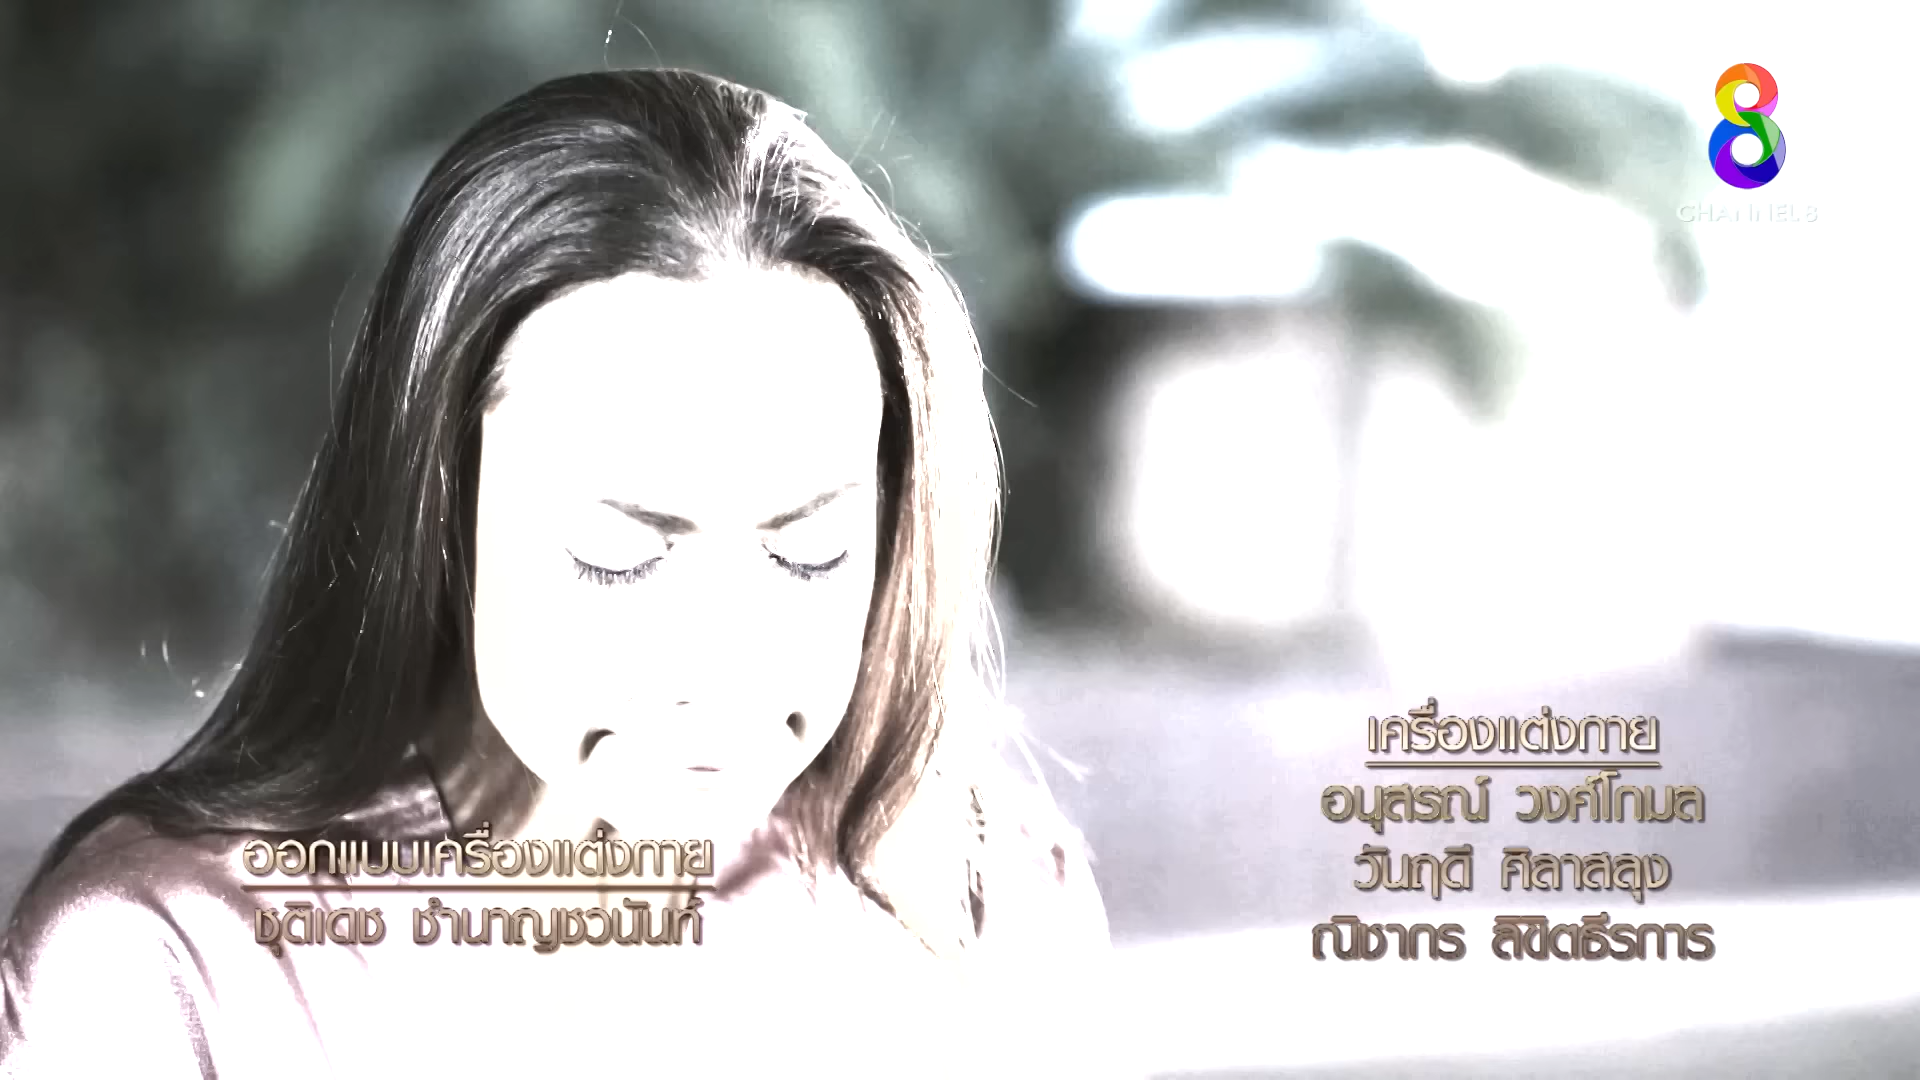 CHANNEL 8
ออกแบบเครื่องแต่งกาย
ชุติเดช ชำนาญชวนันท์
เครื่องแต่งกาย
อนุสรณ์ วงศ์โกมล
วันฤดี ศิลาสลุง
ณิชากร ลิขิตธีรการ